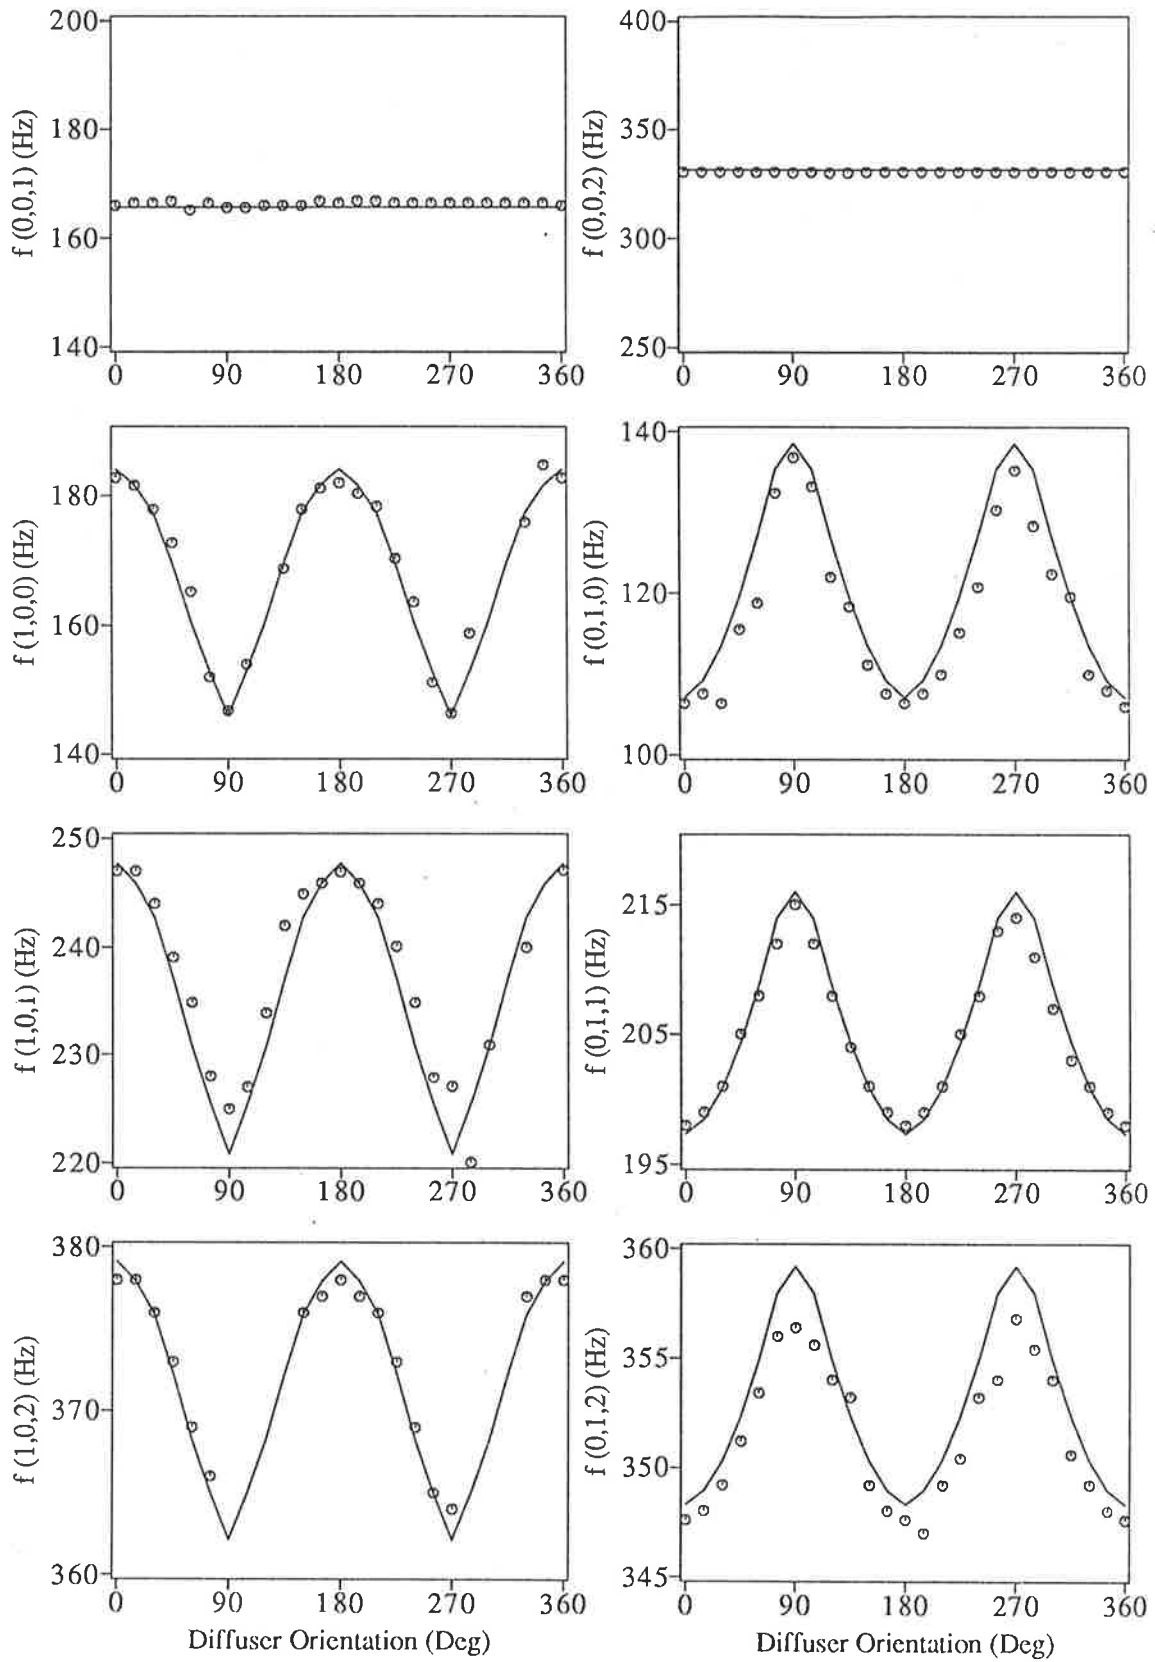 200
180
160
140
f (0,0,1) (Hz)
0 90 180 270 360
400
350
300
250
f (0,0,2) (Hz)
0 90 180 270 360
180
160
140
f (1,0,0) (Hz)
0 90 180 270 360
140
120
100
f (0,1,0) (Hz)
0 90 180 270 360
250
240
230
220
f (1,0,1) (Hz)
0 90 180 270 360
215
205
195
f (0,1,1) (Hz)
0 90 180 270 360
380
370
360
f (1,0,2) (Hz)
0 90 180 270 360
Diffuser Orientation (Deg)
360
355
350
345
f (0,1,2) (Hz)
0 90 180 270 360
Diffuser Orientation (Deg)